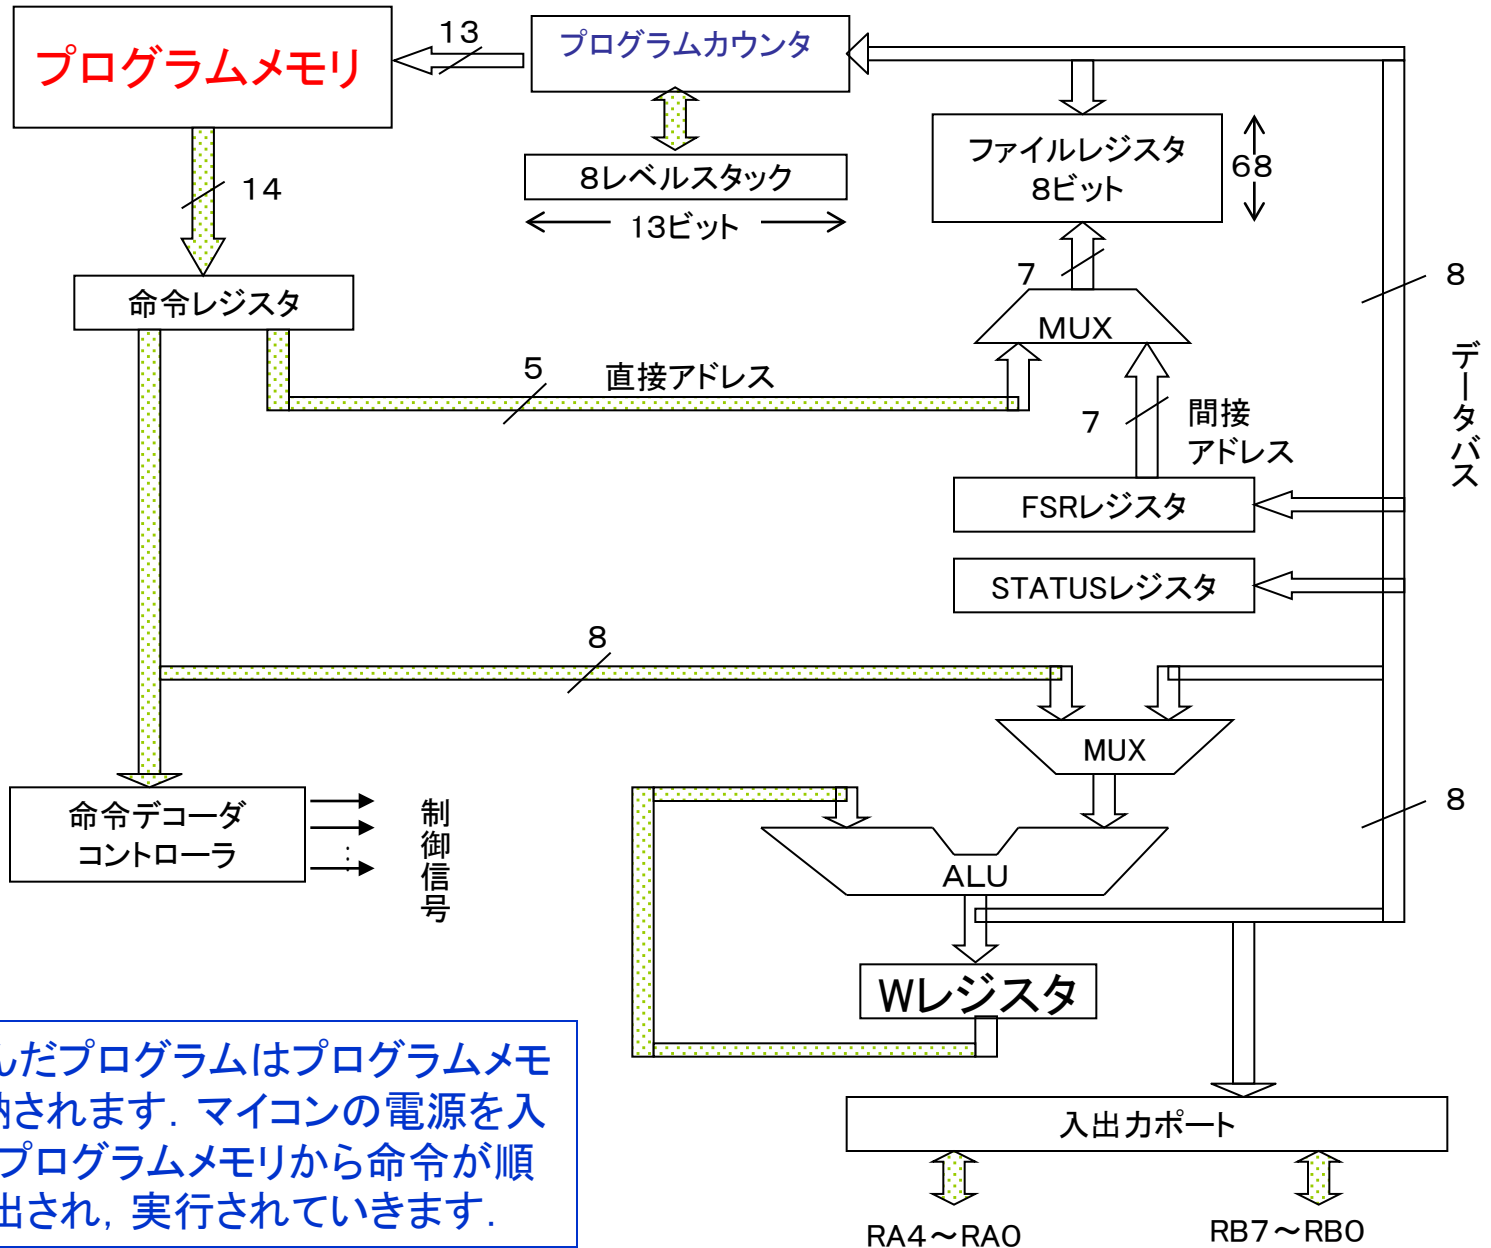 プログラムメモリ
13
プログラムカウンタ
8レベルスタック
13ビット
ファイルレジスタ
8ビット
68
14
命令レジスタ
7
MUX
8
データバス
5
直接アドレス
7
間接
アドレス
FSRレジスタ
STATUSレジスタ
8
MUX
命令デコーダ
コントローラ
制御信号
ALU
8
Wレジスタ
んだプログラムはプログラムメモ
納されます. マイコンの電源を入
プログラムメモリから命令が順
出され, 実行されていきます.
入出力ポート
RA4～RA0
RB7～RB0